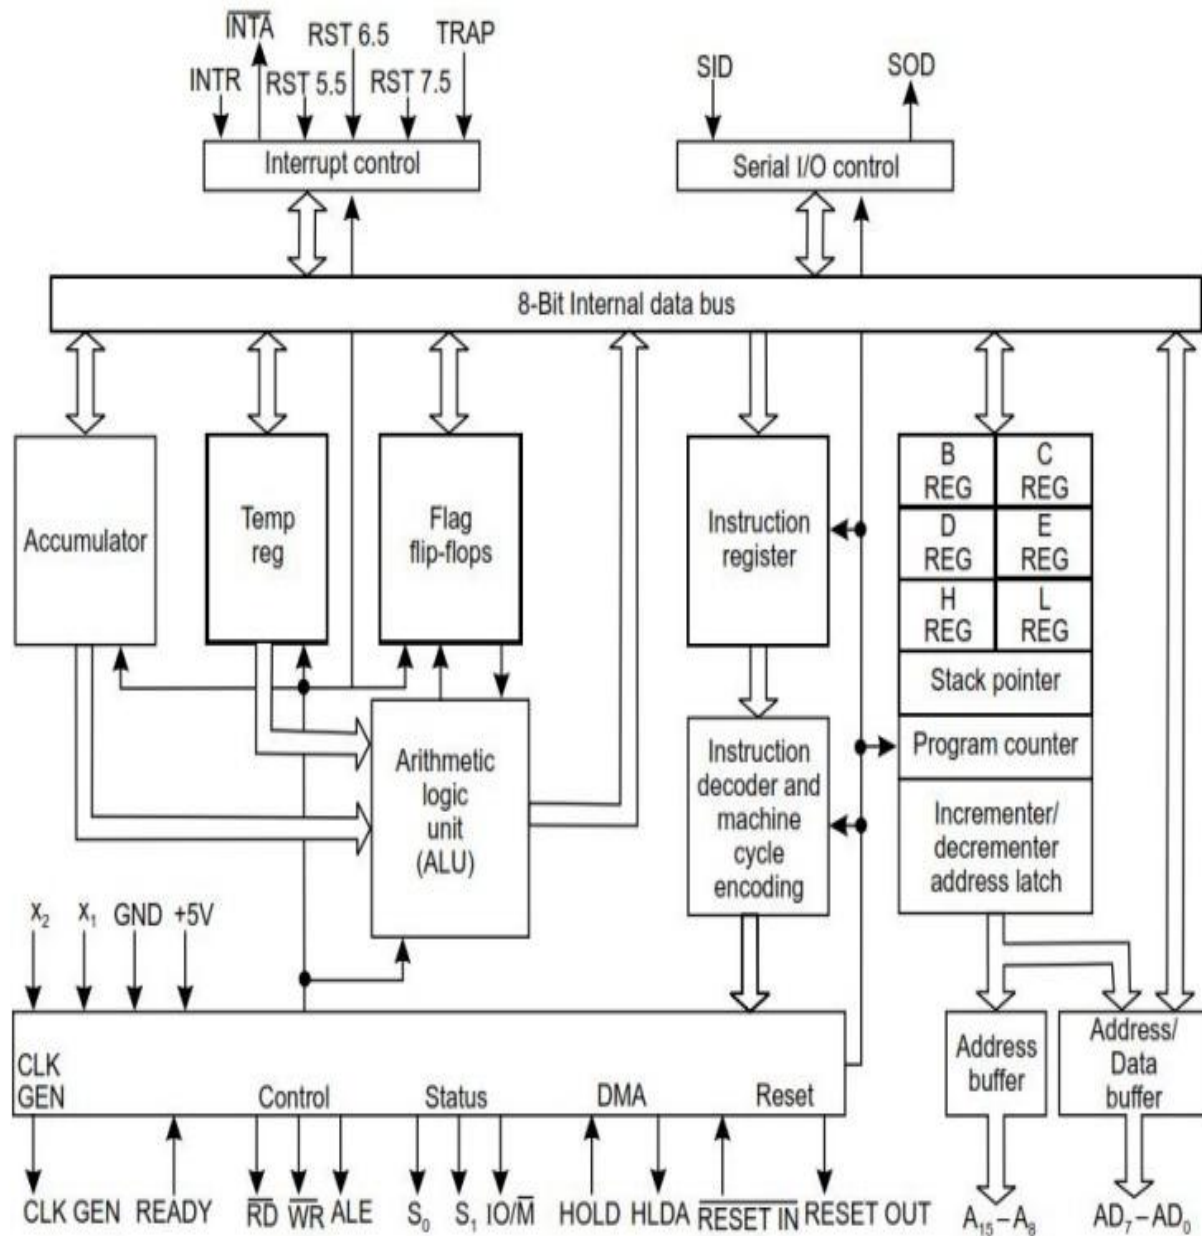 INTA
RST 6.5
TRAP
INTR
RST 5.5
RST 7.5
SID
SOD
Interrupt control
Serial I/O control
8-Bit Internal data bus
Accumulator
Temp
reg
Flag
flip-flops
Instruction
register
B
REG
C
REG
D
REG
E
REG
H
REG
L
REG
Stack pointer
Program counter
Incrementer/
decrementer
address latch
Arithmetic
logic
unit
(ALU)
Instruction
decoder and
machine
cycle
encoding
x₂
x₁
GND
+5V
CLK
GEN
Control
Status
DMA
Reset
Address
buffer
Address/
Data
buffer
CLK GEN
READY
RD
WR
ALE
S₀
S₁
IO/M
HOLD
HLDA
RESET IN
RESET OUT
A₁₅–A₈
AD₇–AD₀